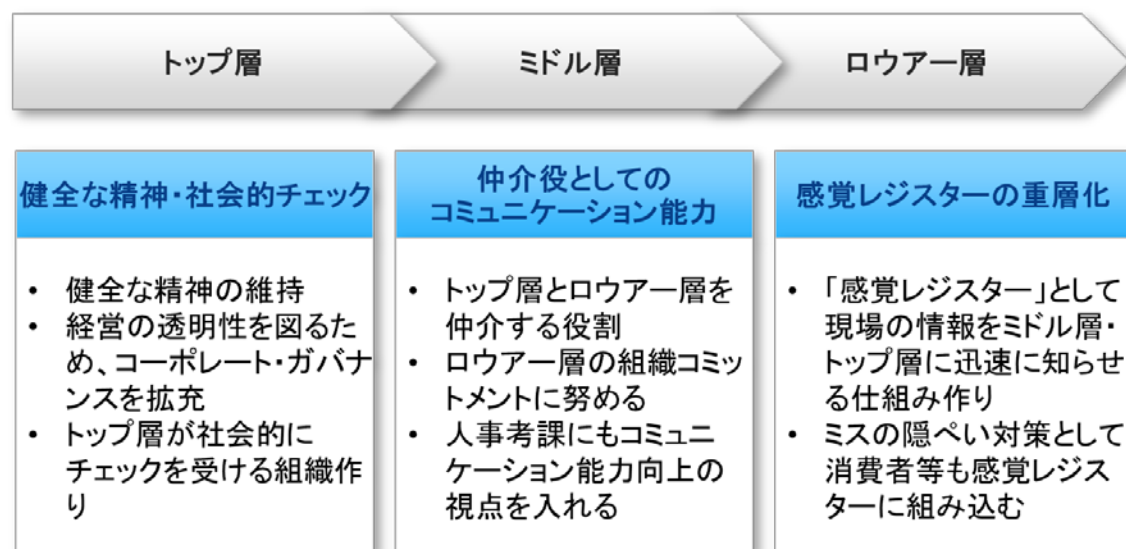 トップ層
ミドル層
ロウアー層
健全な精神・社会的チェック
• 健全な精神の維持
• 経営の透明性を図るた
め、コーポレート・ガバナ
ンスを拡充
• トップ層が社会的に
チェックを受ける組織作
り
仲介役としての
コミュニケーション能力
• トップ層とロウアー層を
仲介する役割
• ロウアー層の組織コミッ
トメントに努める
• 人事考課にもコミュニ
ケーション能力向上の
視点を入れる
感覚レジスターの重層化
• 「感覚レジスター」として
現場の情報をミドル層・
トップ層に迅速に知らせ
る仕組み作り
• ミスの隠ぺい対策として
消費者等も感覚レジス
ターに組み込む